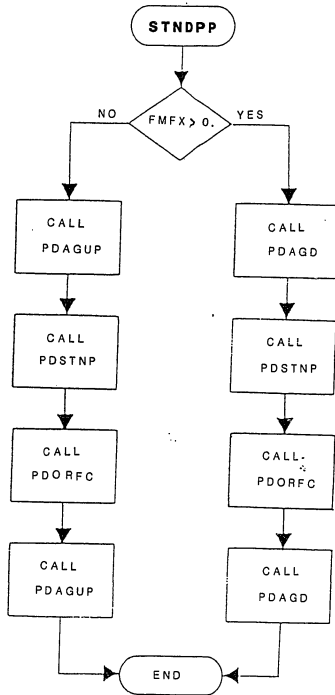 STNDPP
FMFX > 0.
NO
YES
CALL
PDAGUP
CALL
PDSTNP
CALL
PDORFC
CALL
PDAGUP
CALL
PDAGD
CALL
PDSTNP
CALL
PDORFC
CALL
PDAGD
END